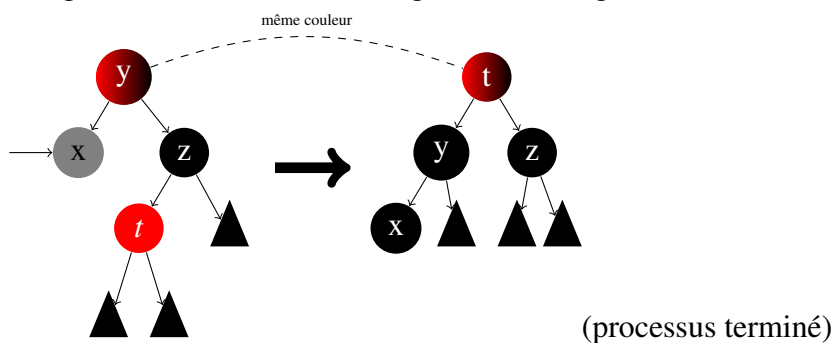 même couleur
y
t
x
z
y
z
t
x
(processus terminé)